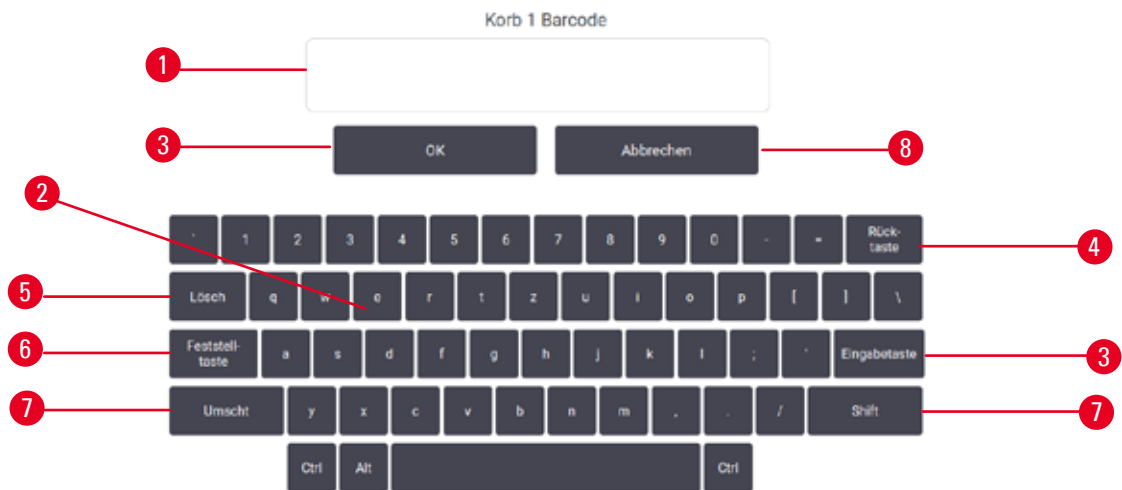 Korb 1 Barcode
1
3 OK Abbrechen 8
2
` 1 2 3 4 5 6 7 8 9 0 - = Rück-
taste 4
5 Lösch q w e r t z u i o p [ ] \
6 Feststell-
taste a s d f g h j k l ; ' Eingabetaste 3
7 Umscht y x c v b n m , . / Shift 7
Ctrl Alt Ctrl